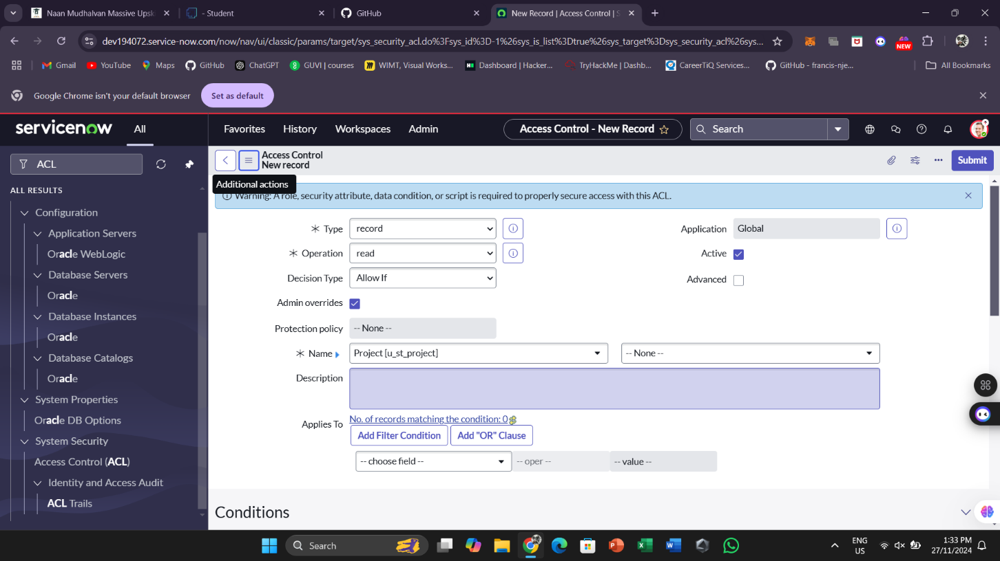 Naan Mudhalvan Massive Upsk
- Student
GitHub
New Record | Access Control | S
dev194072.service-now.com/now/nav/ui/classic/params/target/sys_security_acl.do%3Fsys_id%3D-1%26sys_is_list%3Dtrue%26sys_target%3Dsys_security_acl%26sys...
NEW
Gmail
YouTube
Maps
GitHub
ChatGPT
GUVI | courses
WIMT, Visual Works...
Dashboard | Hacker...
TryHackMe | Dashb...
CareerTiQ Services...
GitHub - francis-nje...
All Bookmarks
Google Chrome isn't your default browser
Set as default
servicenow
All
Favorites
History
Workspaces
Admin
Access Control - New Record
Search
ACL
ALL RESULTS
Configuration
Application Servers
Oracle WebLogic
Database Servers
Oracle
Database Instances
Oracle
Database Catalogs
Oracle
System Properties
Oracle DB Options
System Security
Access Control (ACL)
Identity and Access Audit
ACL Trails
Access Control
New record
Submit
Additional actions
Warning: A role, security attribute, data condition, or script is required to properly secure access with this ACL.
Type
record
Application
Global
Operation
read
Active
Decision Type
Allow If
Advanced
Admin overrides
Protection policy
-- None --
Name
Project [u_st_project]
-- None --
Description
Applies To
No. of records matching the condition: 0
Add Filter Condition
Add "OR" Clause
-- choose field --
-- oper --
-- value --
Conditions
Search
ENG
US
1:33 PM
27/11/2024